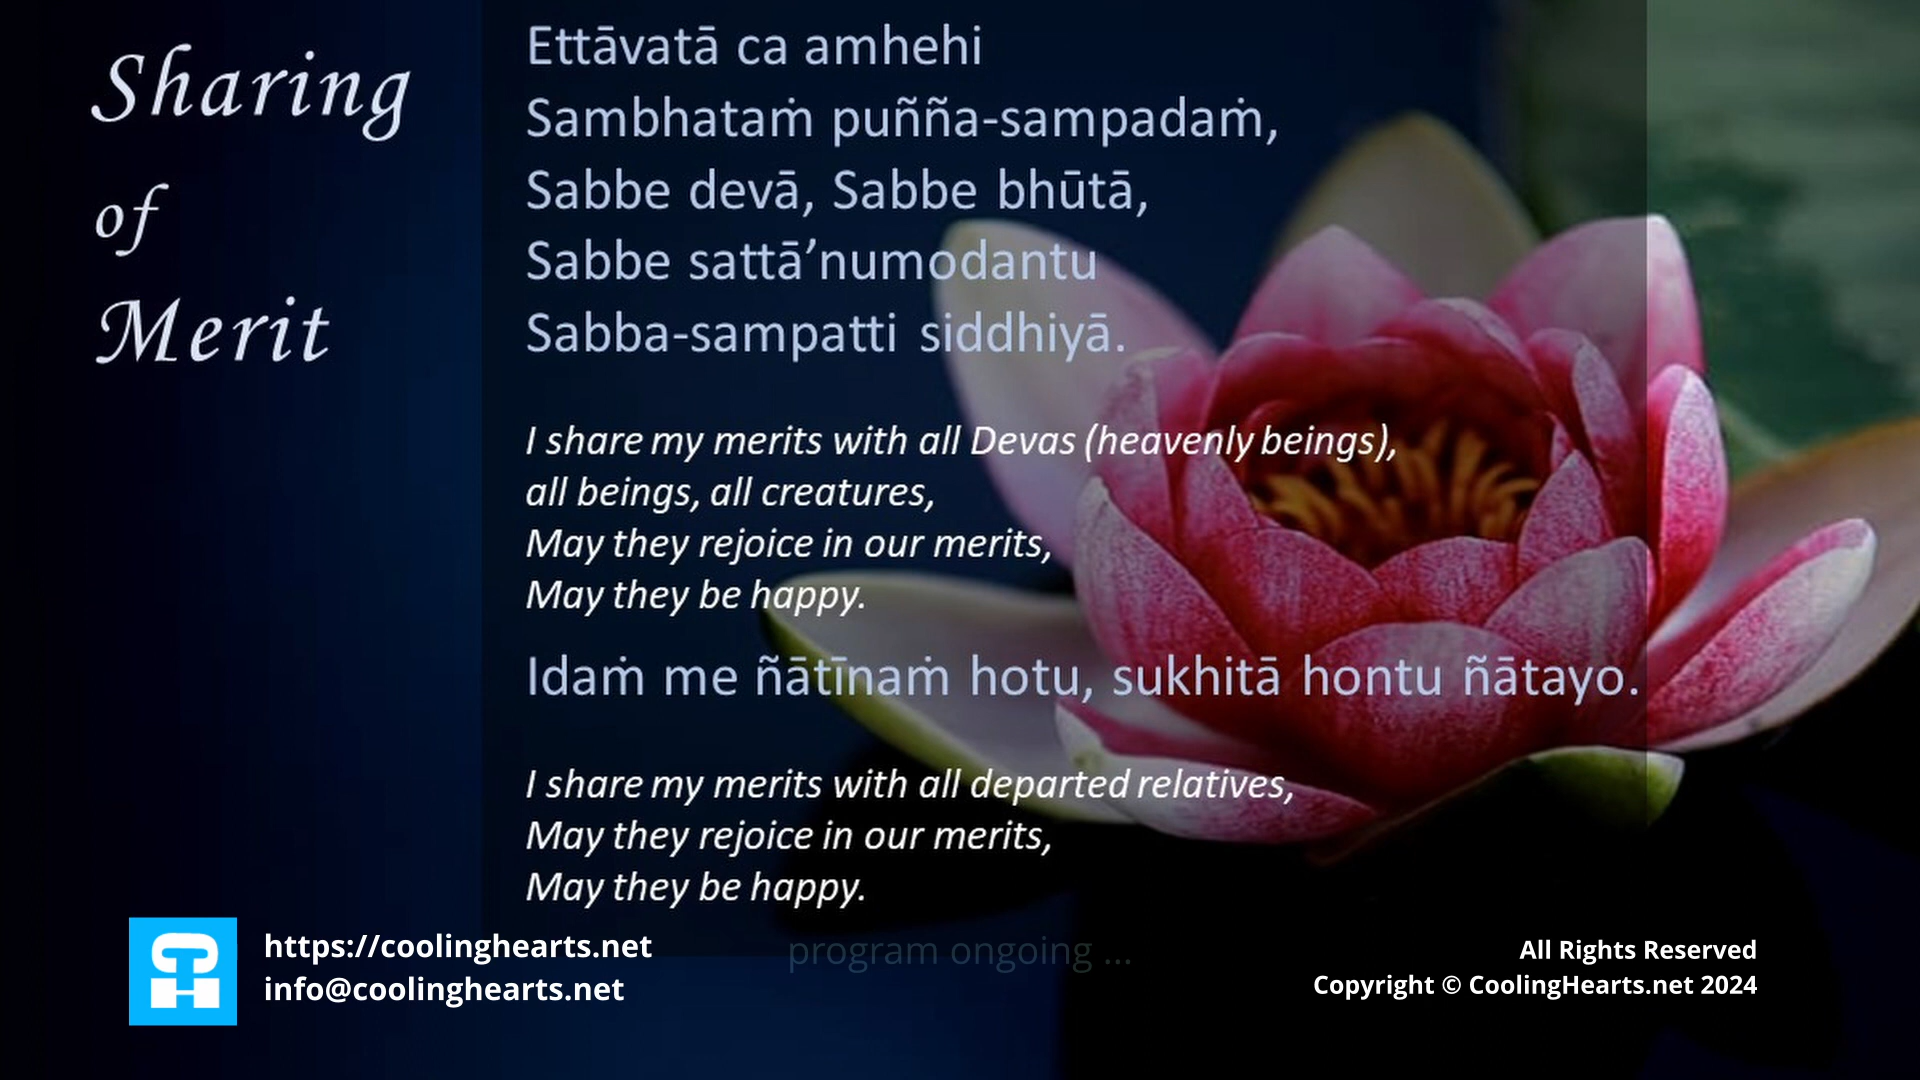 Sharing
of
Merit
Ettāvatā ca amhehi
Sambhataṁ puñña-sampadaṁ,
Sabbe devā, Sabbe bhūtā,
Sabbe sattā’numodantu
Sabba-sampatti siddhiyā.
I share my merits with all Devas (heavenly beings),
all beings, all creatures,
May they rejoice in our merits,
May they be happy.
Idaṁ me ñātīnaṁ hotu, sukhitā hontu ñātayo.
I share my merits with all departed relatives,
May they rejoice in our merits,
May they be happy.
https://coolinghearts.net
info@coolinghearts.net
program ongoing ...
All Rights Reserved
Copyright © CoolingHearts.net 2024